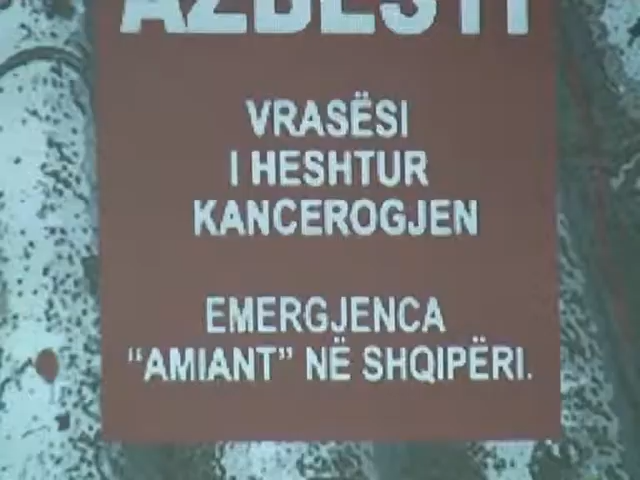 AZBESTI
VRASËSI
I HESHTUR
KANCEROGJEN
EMERGJENCA
“AMIANT” NË SHQIPËRI.